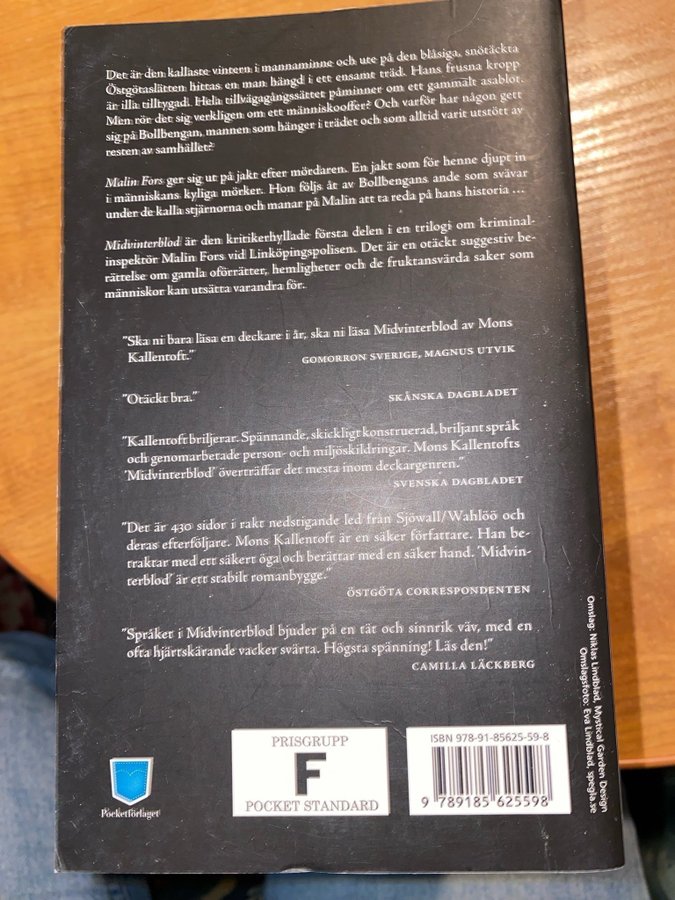 Det är den kallaste vintern i mannaminne och ute på den blåsiga, snötäckta
Östgötaslätten hittas en man hängd i ett ensamt träd. Hans frusna kropp
är illa tilltygad. Hela tillvägagångssättet påminner om ett gammalt asablot.
Men rör det sig verkligen om ett människooffer? Och varför har någon gett
sig på Bollbengan, mannen som hänger i trädet och som alltid varit utstött av
resten av samhället?
Malin Fors ger sig ut på jakt efter mördaren. En jakt som för henne djupt in
i människans kyliga mörker. Hon följs åt av Bollbengans ande som svävar
under de kalla stjärnorna och manar på Malin att ta reda på hans historia ...
Midvinterblod är den kritikerhyllade första delen i en trilogi om kriminal-
inspektör Malin Fors vid Linköpingspolisen. Det är en otäckt suggestiv be-
rättelse om gamla oförrätter, hemligheter och de fruktansvärda saker som
människor kan utsätta varandra för.
"Ska ni bara läsa en deckare i år, ska ni läsa Midvinterblod av Mons
Kallentoft." GOMORRON SVERIGE, MAGNUS UTVIK
"Otäckt bra." SKÅNSKA DAGBLADET
"Kallentoft briljerar. Spännande, skickligt konstruerad, briljant språk
och genomarbetade person- och miljöskildringar. Mons Kallentofts
'Midvinterblod' överträffar det mesta inom deckargenren."
SVENSKA DAGBLADET
"Det är 430 sidor i rakt nedstigande led från Sjöwall/Wahlöö och
deras efterföljare. Mons Kallentoft är en säker författare. Han be-
traktar med ett säkert öga och berättar med en säker hand. 'Midvin-
terblod' är ett stabilt romanbygge."
ÖSTGÖTA CORRESPONDENTEN
"Språket i Midvinterblod bjuder på en tät och sinnrik väv, med en
ofta hjärtskärande vacker svärta. Högsta spänning! Läs den!"
CAMILLA LÄCKBERG
Omslag: Niklas Lindblad, Mystical Garden Design
Omslagsfoto: Eva Lindblad, spegla.se
Pocketförlaget
PRISGRUPP
F
POCKET STANDARD
ISBN 978-91-85625-59-8
9 789185 625598